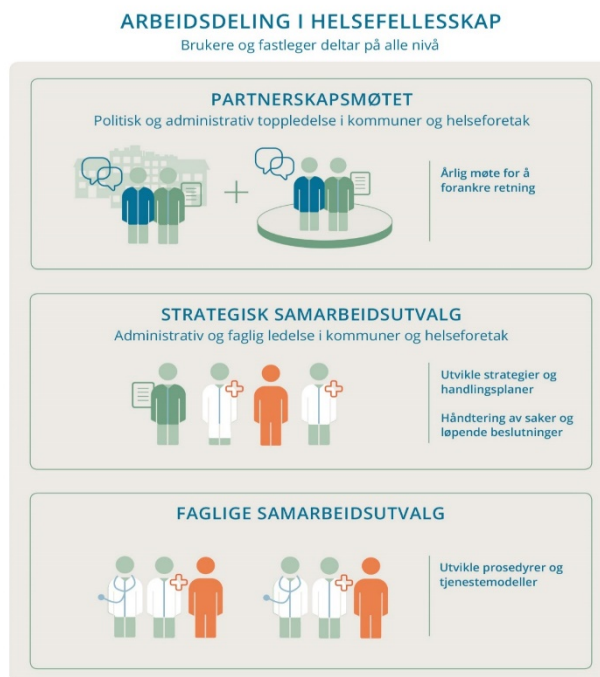 ARBEIDSDELING I HELSEFELLESSKAP
Brukere og fastleger deltar på alle nivå
PARTNERSKAPSMØTET
Politisk og administrativ toppledelse i kommuner og helseforetak
Årlig møte for å
forankre retning
STRATEGISK SAMARBEIDSUTVALG
Administrativ og faglig ledelse i kommuner og helseforetak
Utvikle strategier og
handlingsplaner
Håndtering av saker og
løpende beslutninger
FAGLIGE SAMARBEIDSUTVALG
Utvikle prosedyrer og
tjenestemodeller